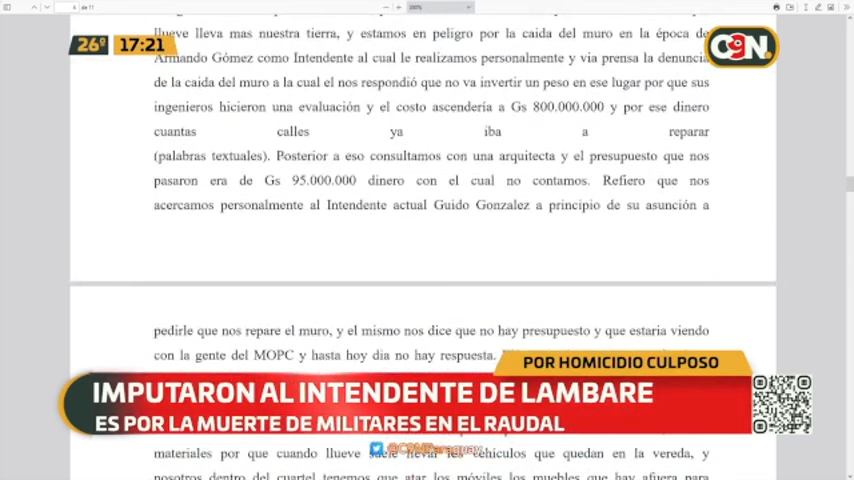 4 de 11
200%
llueve lleva mas nuestra tierra, y estamos en peligro por la caida del muro en la época de
26º 17:21
C9N.
Armando Gómez como Intendente al cual le realizamos personalmente y via prensa la denuncia
de la caida del muro a la cual el nos respondió que no va invertir un peso en ese lugar por que sus
ingenieros hicieron una evaluación y el costo ascendería a Gs 800.000.000 y por ese dinero
cuantas calles ya iba a reparar
(palabras textuales). Posterior a eso consultamos con una arquitecta y el presupuesto que nos
pasaron era de Gs 95.000.000 dinero con el cual no contamos. Refiero que nos
acercamos personalmente al Intendente actual Guido Gonzalez a principio de su asunción a
pedirle que nos repare el muro, y el mismo nos dice que no hay presupuesto y que estaria viendo
con la gente del MOPC y hasta hoy dia no hay respuesta.
POR HOMICIDIO CULPOSO
IMPUTARON AL INTENDENTE DE LAMBARE
ES POR LA MUERTE DE MILITARES EN EL RAUDAL
@C9NParaguay
materiales por que cuando llueve suele llevar los vehículos que quedan en la vereda, y
nosotros dentro del cuartel tenemos que atar los móviles los muebles que hay afuera para